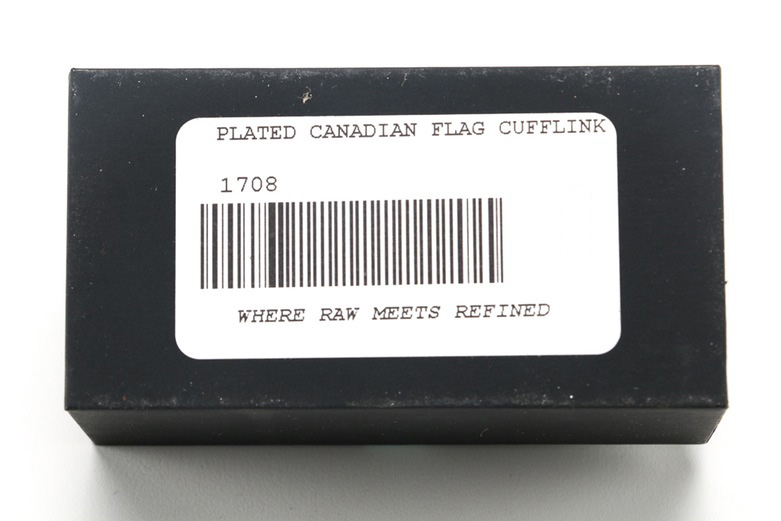 PLATED CANADIAN FLAG CUFFLINK
1708
WHERE RAW MEETS REFINED